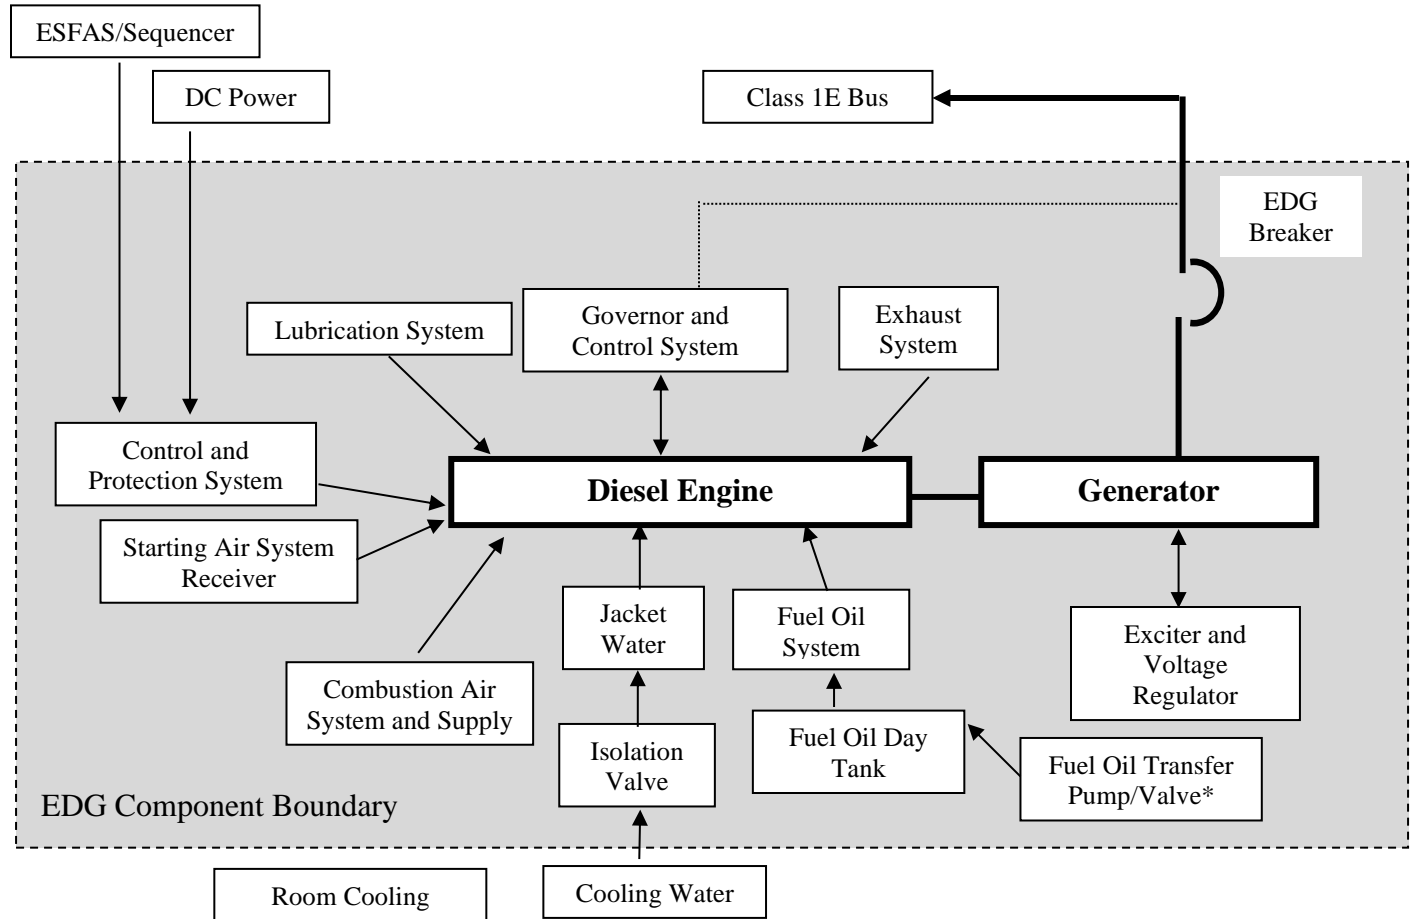 ESFAS/Sequencer
DC Power
Class 1E Bus
EDG
Breaker
Lubrication System
Governor and
Control System
Exhaust
System
Control and
Protection System
Diesel Engine
Generator
Starting Air System
Receiver
Jacket
Water
Fuel Oil
System
Exciter and
Voltage
Regulator
Combustion Air
System and Supply
Isolation
Valve
Fuel Oil Day
Tank
Fuel Oil Transfer
Pump/Valve*
EDG Component Boundary
Room Cooling
Cooling Water